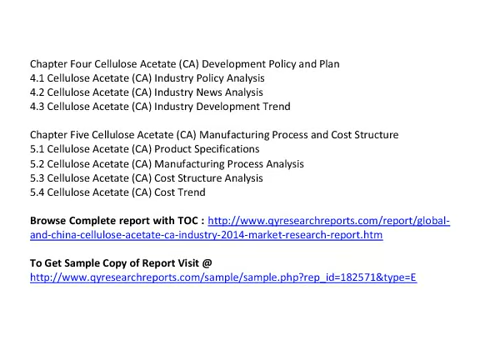 Chapter Four Cellulose Acetate (CA) Development Policy and Plan
4.1 Cellulose Acetate (CA) Industry Policy Analysis
4.2 Cellulose Acetate (CA) Industry News Analysis
4.3 Cellulose Acetate (CA) Industry Development Trend
Chapter Five Cellulose Acetate (CA) Manufacturing Process and Cost Structure
5.1 Cellulose Acetate (CA) Product Specifications
5.2 Cellulose Acetate (CA) Manufacturing Process Analysis
5.3 Cellulose Acetate (CA) Cost Structure Analysis
5.4 Cellulose Acetate (CA) Cost Trend
Browse Complete report with TOC : http://www.qyresearchreports.com/report/global-
and-china-cellulose-acetate-ca-industry-2014-market-research-report.htm
To Get Sample Copy of Report Visit @
http://www.qyresearchreports.com/sample/sample.php?rep_id=182571&type=E